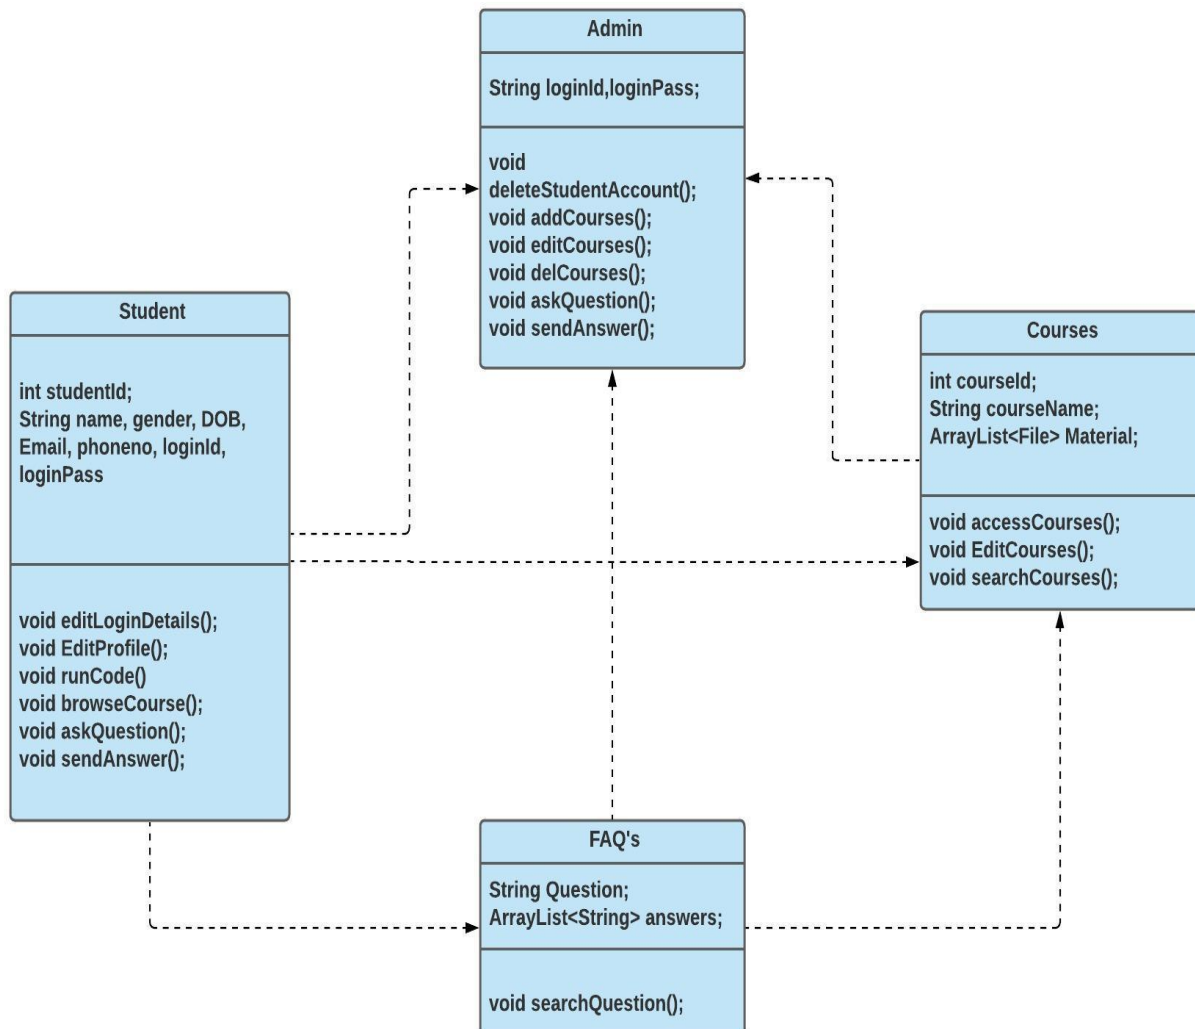 Admin
String loginId,loginPass;
void
deleteStudentAccount();
void addCourses();
void editCourses();
void delCourses();
void askQuestion();
void sendAnswer();
Student
int studentId;
String name, gender, DOB,
Email, phoneno, loginId,
loginPass
void editLoginDetails();
void EditProfile();
void runCode()
void browseCourse();
void askQuestion();
void sendAnswer();
Courses
int courseId;
String courseName;
ArrayList<File> Material;
void accessCourses();
void EditCourses();
void searchCourses();
FAQ's
String Question;
ArrayList<String> answers;
void searchQuestion();